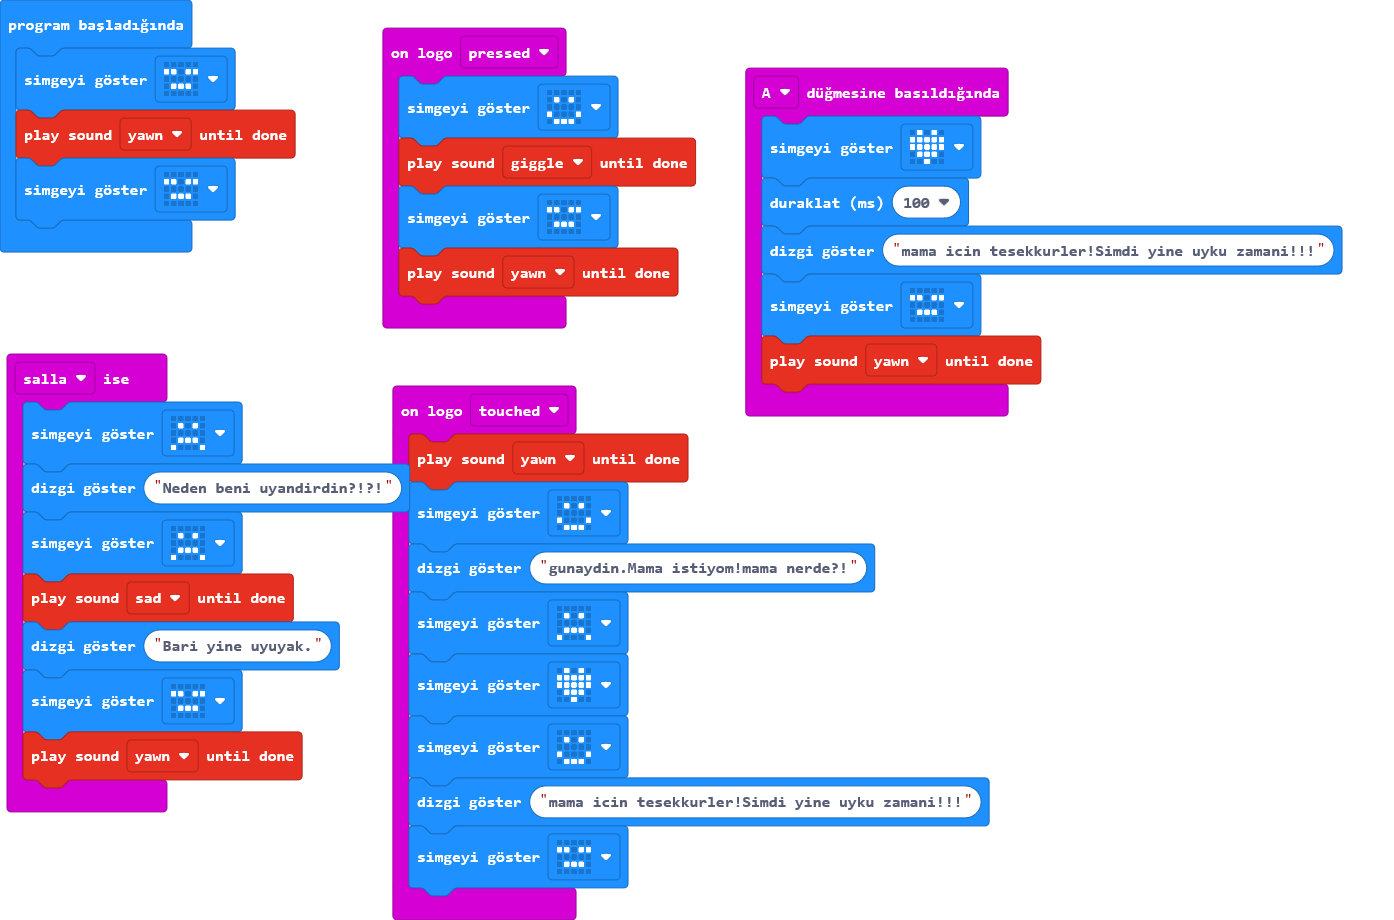 program başladığında
simgeyi göster
play sound yawn until done
simgeyi göster
on logo pressed
simgeyi göster
play sound giggle until done
simgeyi göster
play sound yawn until done
A düğmesine basıldığında
simgeyi göster
duraklat (ms) 100
dizgi göster "mama icin tesekkurler!Simdi yine uyku zamani!!!"
simgeyi göster
play sound yawn until done
salla ise
simgeyi göster
dizgi göster "Neden beni uyandirdin?!?!"
simgeyi göster
play sound sad until done
dizgi göster "Bari yine uyuyak."
simgeyi göster
play sound yawn until done
on logo touched
play sound yawn until done
simgeyi göster
dizgi göster "gunaydin.Mama istiyom!mama nerde?!"
simgeyi göster
simgeyi göster
simgeyi göster
dizgi göster "mama icin tesekkurler!Simdi yine uyku zamani!!!"
simgeyi göster